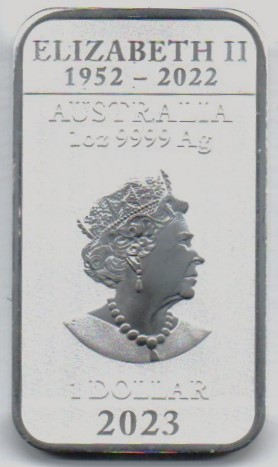 ELIZABETH II
1952 – 2022
AUSTRALIA
1oz 9999 Ag
1 DOLLAR
2023